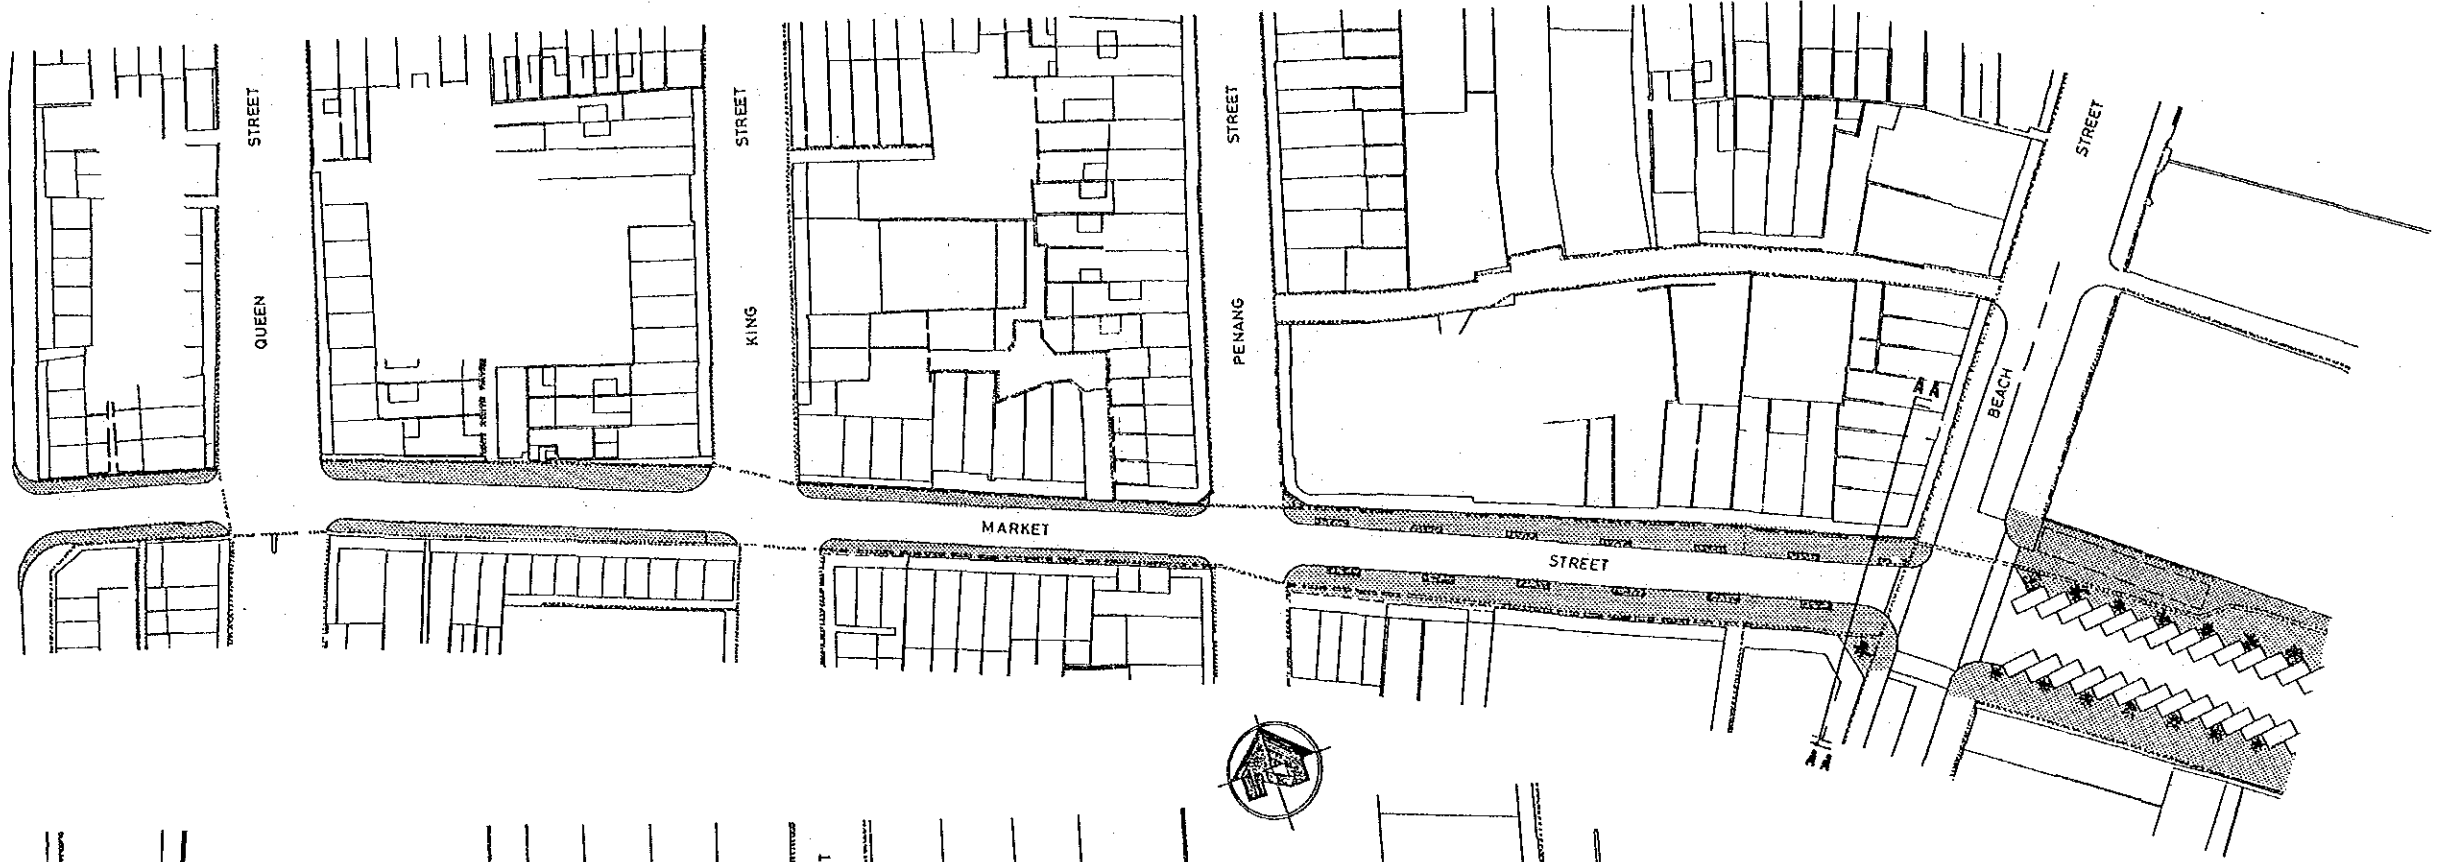 QUEEN STREET
KING STREET
PENANG STREET
BEACH STREET
MARKET STREET
A A
A A